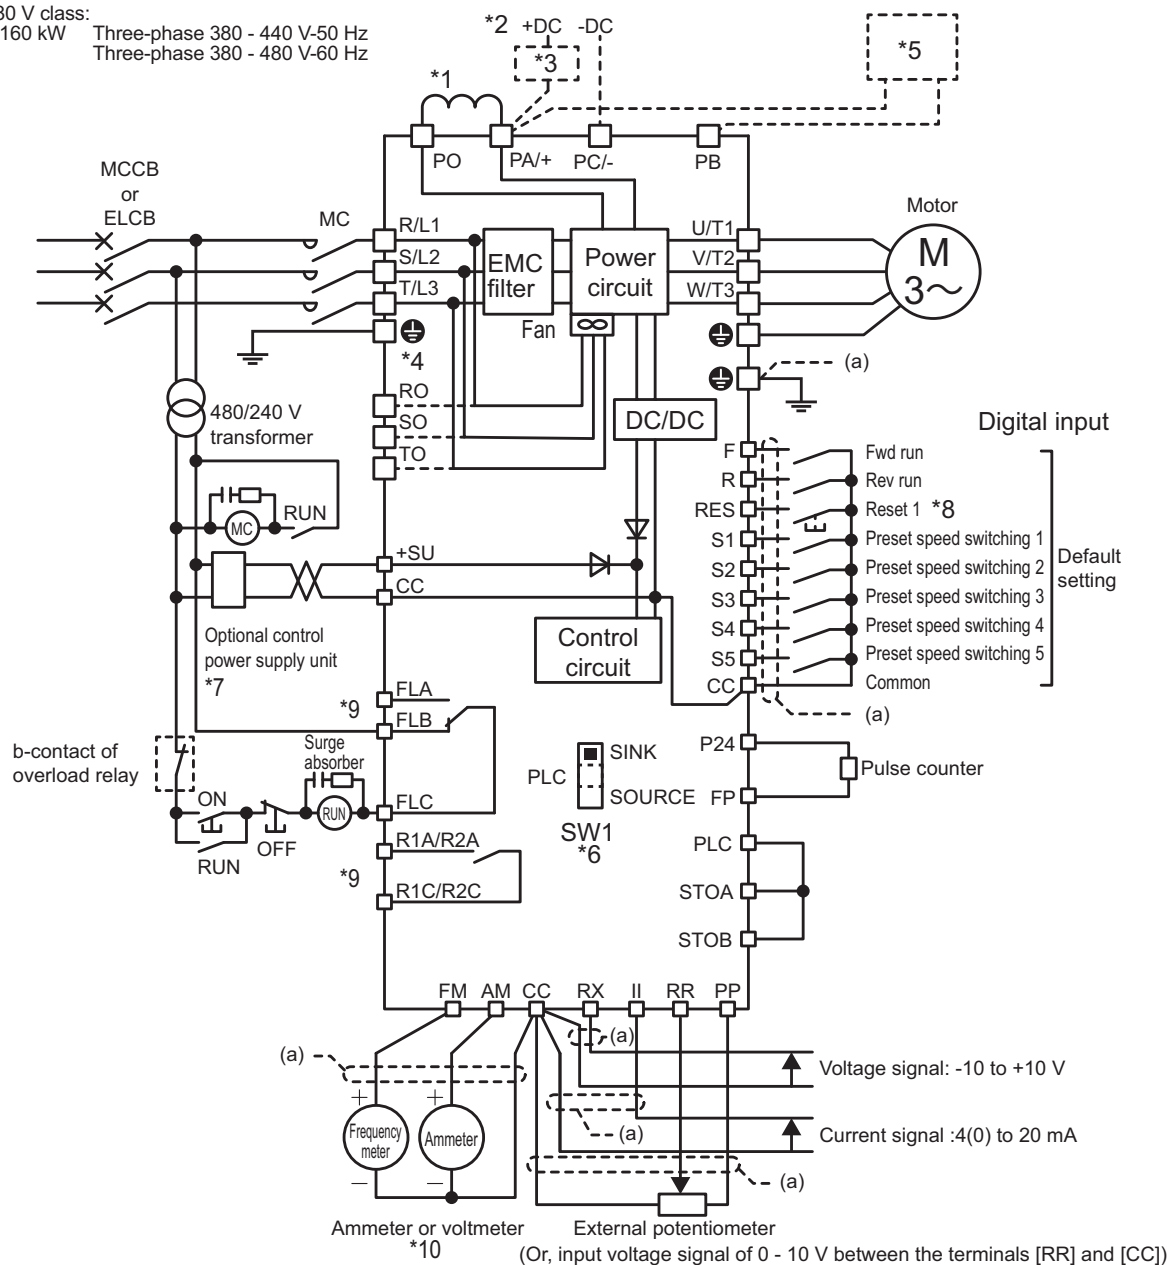 30 V class:
160 kW Three-phase 380 - 440 V-50 Hz
Three-phase 380 - 480 V-60 Hz
*2 +DC -DC
*3
*5
*1
PO
PA/+
PC/-
PB
MCCB
or
ELCB
MC
R/L1
S/L2
T/L3
EMC
filter
Power
circuit
Fan
U/T1
V/T2
W/T3
Motor
M
3~
*4
(a)
RO
SO
TO
480/240 V
transformer
DC/DC
Digital input
F
R
RES
S1
S2
S3
S4
S5
CC
Fwd run
Rev run
Reset 1 *8
Preset speed switching 1
Preset speed switching 2
Preset speed switching 3
Preset speed switching 4
Preset speed switching 5
Common
Default
setting
(a)
MC
RUN
+SU
CC
Control
circuit
Optional control
power supply unit
*7
*9
FLA
FLB
FLC
b-contact of
overload relay
Surge
absorber
ON
RUN
OFF
RUN
PLC
SINK
SOURCE
SW1
*6
P24
FP
Pulse counter
*9
R1A/R2A
R1C/R2C
PLC
STOA
STOB
FM AM CC RX II RR PP
(a)
(a)
(a)
(a)
+
+
Frequency
meter
Ammeter
–
–
Voltage signal: -10 to +10 V
Current signal :4(0) to 20 mA
Ammeter or voltmeter
*10
External potentiometer
(Or, input voltage signal of 0 - 10 V between the terminals [RR] and [CC])